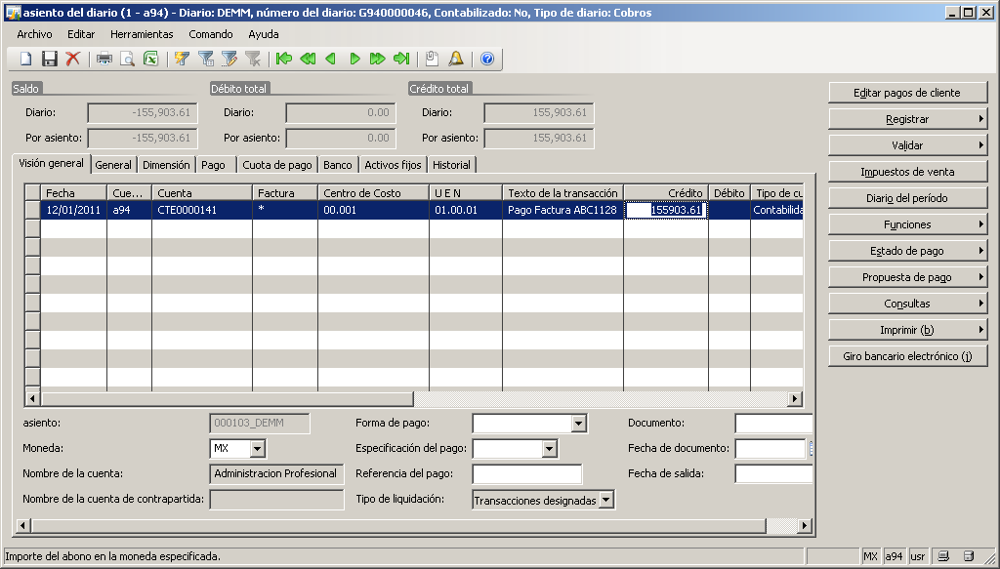 asiento del diario (1 - a94) - Diario: DEMM, número del diario: G940000046, Contabilizado: No, Tipo de diario: Cobros
Archivo Editar Herramientas Comando Ayuda
Saldo Débito total Crédito total
Diario: -155,903.61 Diario: 0.00 Diario: 155,903.61
Por asiento: -155,903.61 Por asiento: 0.00 Por asiento: 155,903.61
Visión general General Dimensión Pago Cuota de pago Banco Activos fijos Historial
Fecha Cue... Cuenta Factura Centro de Costo U E N Texto de la transacción Crédito Débito Tipo de cu
12/01/2011 a94 CTE0000141 * 00.001 01.00.01 Pago Factura ABC1128 155903.61 Contabilida
asiento: 000103_DEMM Forma de pago: Documento:
Moneda: MX Especificación del pago: Fecha de documento:
Nombre de la cuenta: Administracion Profesional Referencia del pago: Fecha de salida:
Nombre de la cuenta de contrapartida: Tipo de liquidación: Transacciones designadas
Editar pagos de cliente
Registrar
Validar
Impuestos de venta
Diario del período
Funciones
Estado de pago
Propuesta de pago
Consultas
Imprimir (b)
Giro bancario electrónico (j)
Importe del abono en la moneda especificada. MX a94 usr